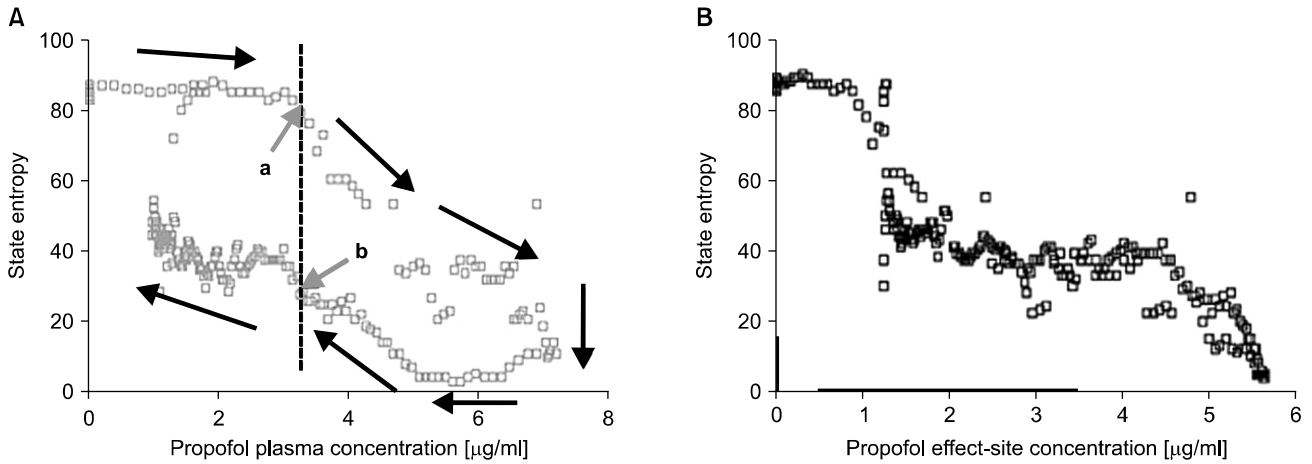 A
100
80
60
40
20
0
State entropy
a
b
0 2 4 6 8
Propofol plasma concentration [μg/ml]
B
100
80
60
40
20
0
State entropy
0 1 2 3 4 5 6
Propofol effect-site concentration [μg/ml]